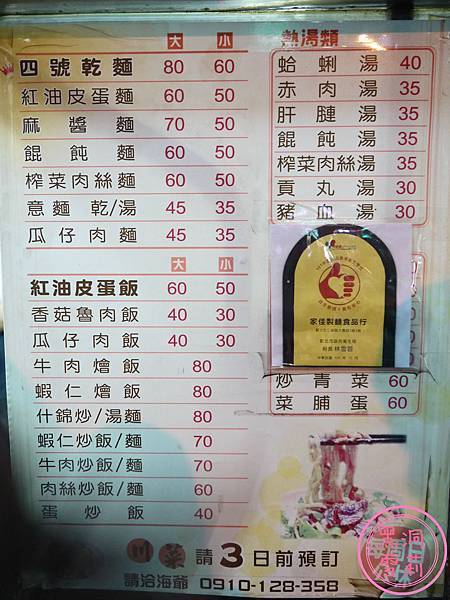 大 小
四號乾麵 80 60
紅油皮蛋麵 60 50
麻醬麵 70 50
餛飩麵 60 50
榨菜肉絲麵 60 50
意麵 乾/湯 45 35
瓜仔肉麵 45 35
大 小
紅油皮蛋飯 60 50
香菇魯肉飯 40 30
瓜仔肉飯 40 30
牛肉燴飯 80
蝦仁燴飯 80
什錦炒/湯麵 80
蝦仁炒飯/麵 70
牛肉炒飯/麵 70
肉絲炒飯/麵 60
蛋炒飯 40
熱湯類
蛤蜊湯 40
赤肉湯 35
肝腱湯 35
餛飩湯 35
榨菜肉絲湯 35
貢丸湯 30
豬血湯 30
家佳製麵食品行
炒青菜 60
菜脯蛋 60
川菜 請3日前預訂
請洽海爺 0910-128-358